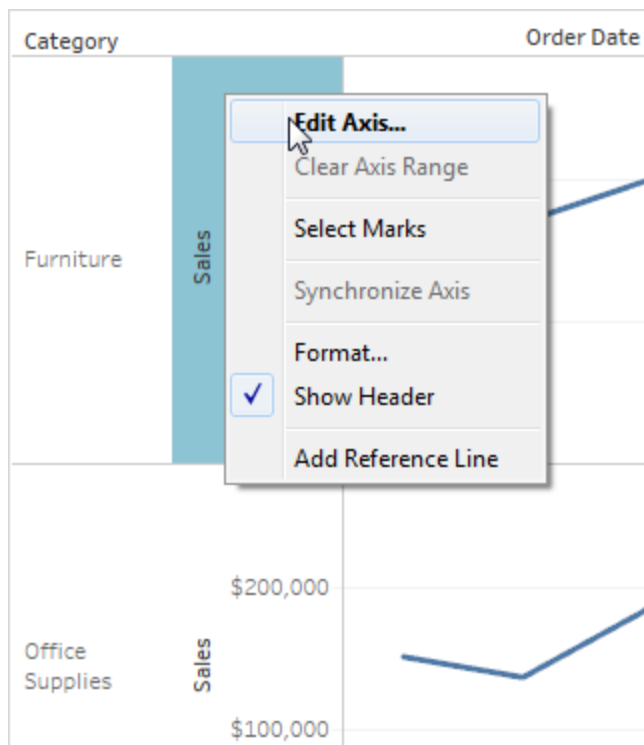 Category
Order Date
Edit Axis...
Clear Axis Range
Select Marks
Furniture
Sales
Synchronize Axis
Format...
Show Header
Add Reference Line
$200,000
Office
Supplies
Sales
$100,000